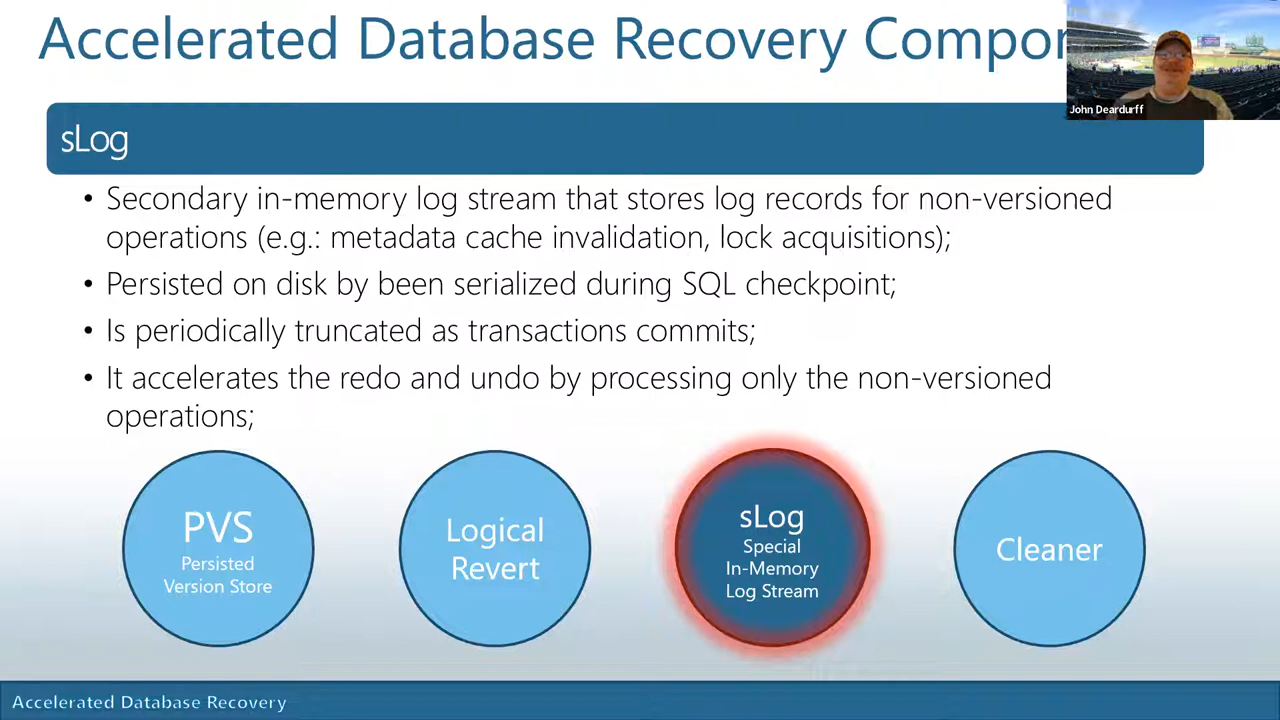 Accelerated Database Recovery Compon
John Deardurff
sLog
• Secondary in-memory log stream that stores log records for non-versioned
operations (e.g.: metadata cache invalidation, lock acquisitions);
• Persisted on disk by been serialized during SQL checkpoint;
• Is periodically truncated as transactions commits;
• It accelerates the redo and undo by processing only the non-versioned
operations;
PVS
Persisted
Version Store
Logical
Revert
sLog
Special
In-Memory
Log Stream
Cleaner
Accelerated Database Recovery